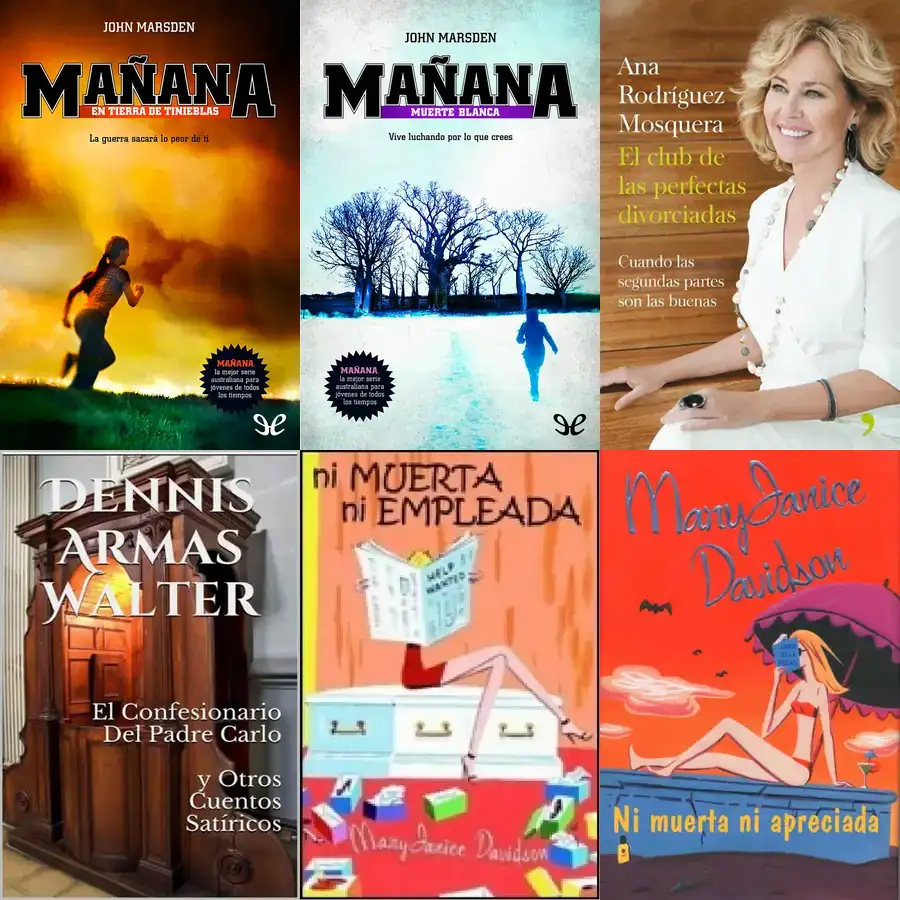 JOHN MARSDEN
MAÑANA
EN TIERRA DE TINIEBLAS
La guerra sacará lo peor de ti
MAÑANA,
la mejor serie
australiana para
jóvenes de todos
los tiempos
JOHN MARSDEN
MAÑANA
MUERTE BLANCA
Vive luchando por lo que crees
MAÑANA,
la mejor serie
australiana para
jóvenes de todos
los tiempos
Ana
Rodríguez
Mosquera
El club de
las perfectas
divorciadas
Cuando las
segundas partes
son las buenas
DENNIS
ARMAS
WALTER
El Confesionario
Del Padre Carlo
y Otros
Cuentos
Satíricos
ni MUERTA
ni EMPLEADA
HELP
WANTED
MaryJanice Davidson
MaryJanice
Davidson
Ni muerta ni apreciada